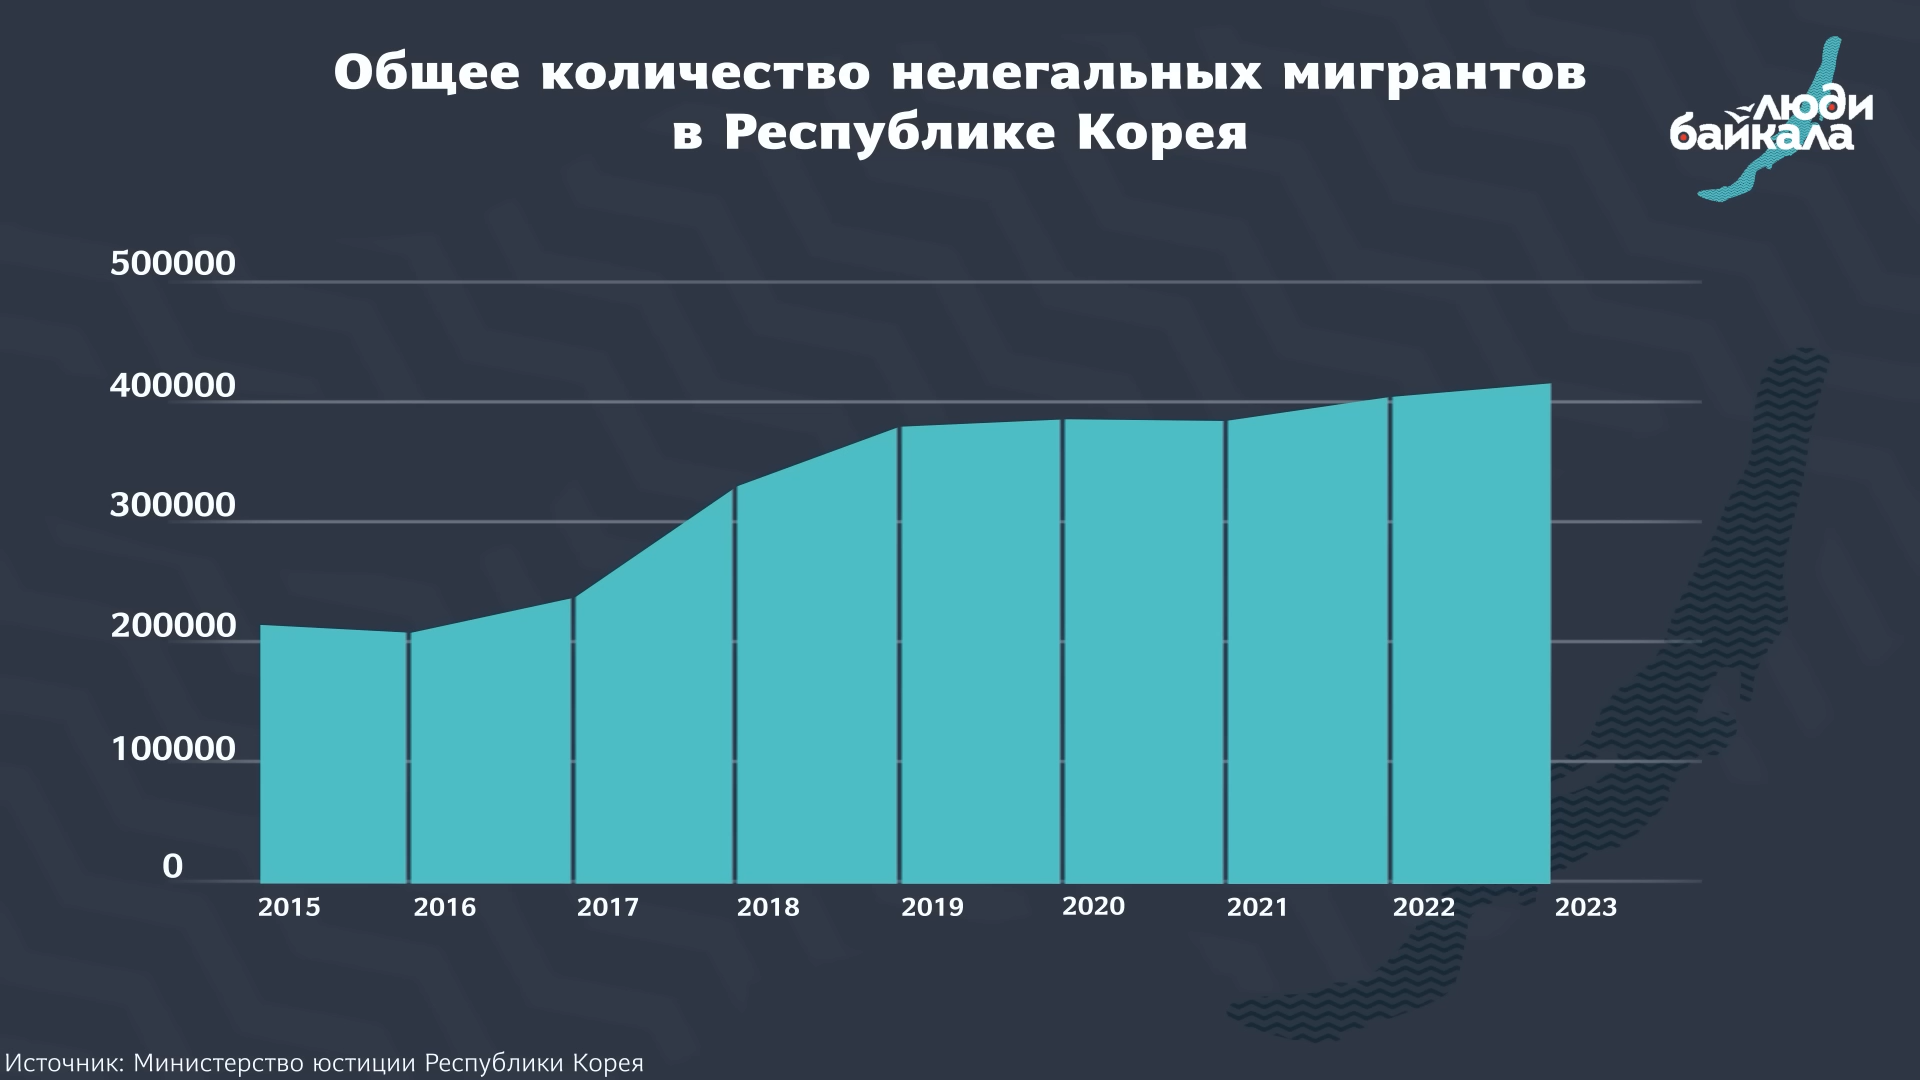 Общее количество нелегальных мигрантов
в Республике Корея
люди
байкала
500000
400000
300000
200000
100000
0
2015 2016 2017 2018 2019 2020 2021 2022 2023
Источник: Министерство юстиции Республики Корея